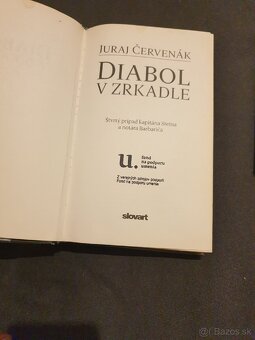 JURAJ ČERVENÁK
DIABOL
V ZRKADLE
Štvrtý prípad kapitána Steina
a notára Barbariča
u.
fond
na podporu
umenia
Z verejných zdrojov podporil
Fond na podporu umenia
slovart
bazos.sk